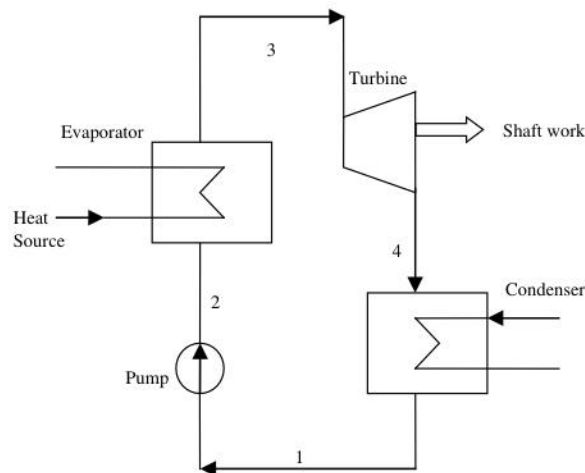 3
Turbine
Evaporator
Shaft work
Heat
Source
4
Condenser
2
Pump
1